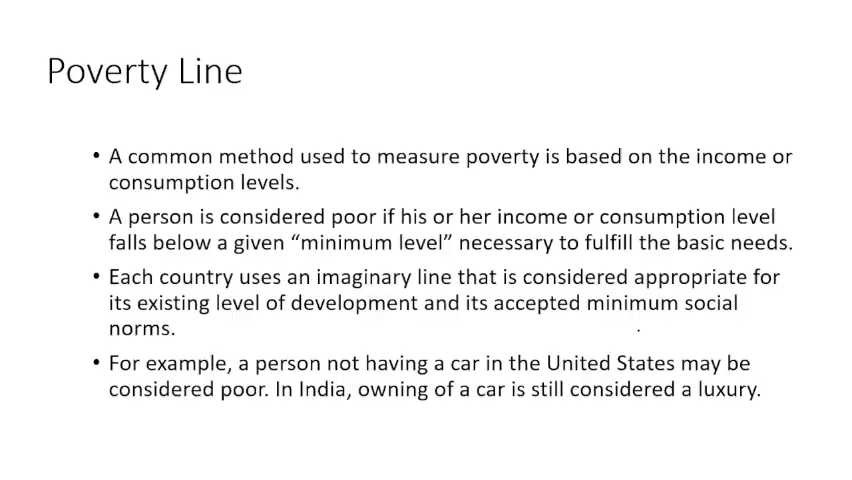 Poverty Line
• A common method used to measure poverty is based on the income or
consumption levels.
• A person is considered poor if his or her income or consumption level
falls below a given “minimum level” necessary to fulfill the basic needs.
• Each country uses an imaginary line that is considered appropriate for
its existing level of development and its accepted minimum social
norms.
• For example, a person not having a car in the United States may be
considered poor. In India, owning of a car is still considered a luxury.